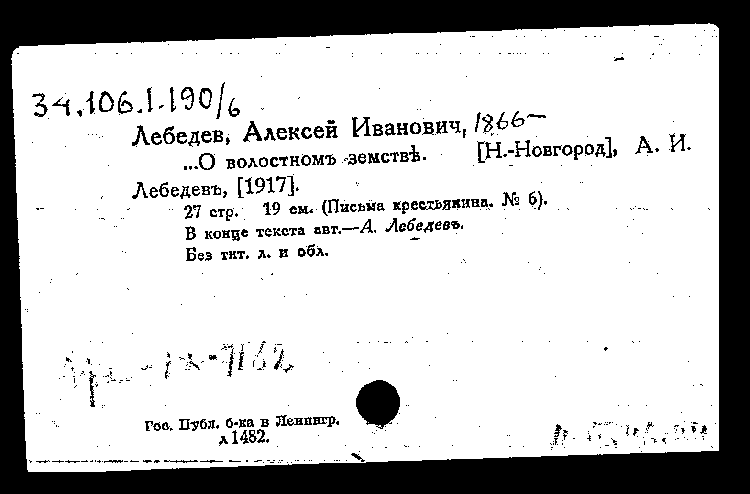 34.106.1.190/6
Лебедев, Алексей Иванович, 1866—
...О волостномъ земствѣ. [Н.-Новгород], А. И.
Лебедевъ, [1917].
27 стр. 19 см. (Письма крестьянина. № 6).
В конце текста авт.—А. Лебедевъ.
Без тит. л. и обл.
Гос. Публ. б-ка в Ленингр.
д 1482.